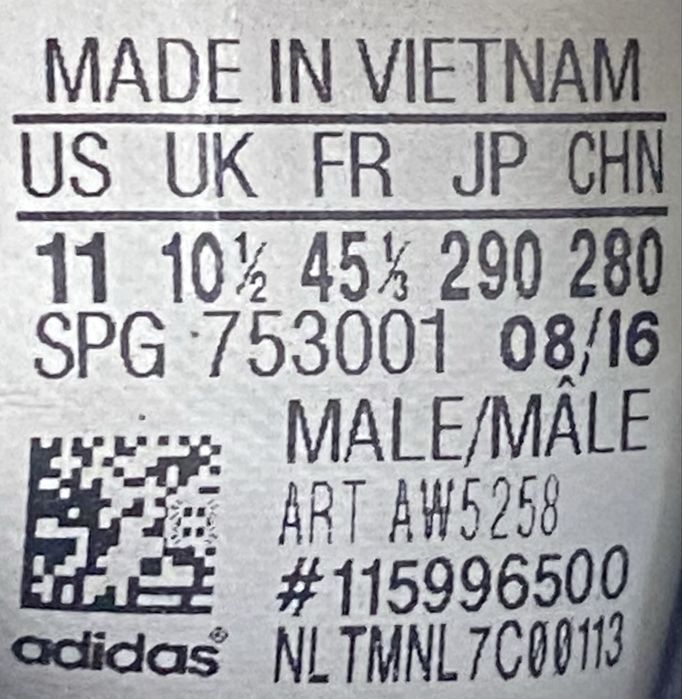 MADE IN VIETNAM
US UK FR JP CHN
11 10½ 45⅓ 290 280
SPG 753001 08/16
MALE/MÂLE
ART AW5258
#115996500
adidas® NLTMNL7C00113